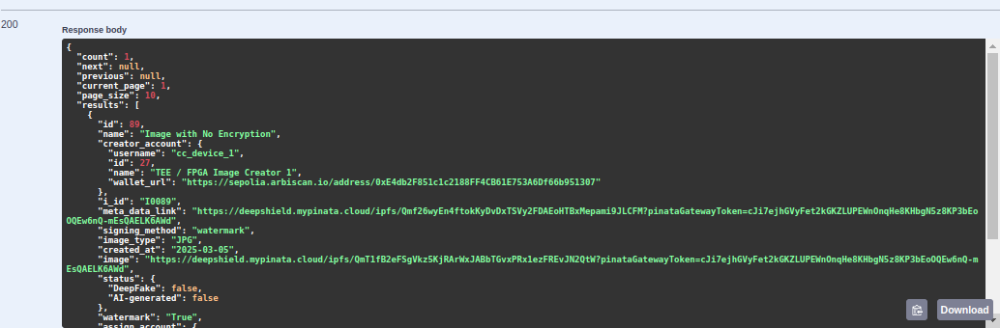 200
Response body
{
"count": 1,
"next": null,
"previous": null,
"current_page": 1,
"page_size": 10,
"results": [
{
"id": 89,
"name": "Image with No Encryption",
"creator_account": {
"username": "cc_device_1",
"id": 27,
"name": "TEE / FPGA Image Creator 1",
"wallet_url": "https://sepolia.arbiscan.io/address/0xE4db2F851c1c2188FF4CB61E753A6Df66b951307"
},
"i_id": "I0089",
"meta_data_link": "https://deepshield.mypinata.cloud/ipfs/Qmf26wyEn4ftokKyDvDxTSVy2FDAEoHTBxMepami9JLCFM?pinataGatewayToken=cJi7ejhGVyFet2kGKZLUPEWnOnqHe8KHbgN5z8KP3bEo
OQEw6nQ-mEsQAELK6AWd",
"signing_method": "watermark",
"image_type": "JPG",
"created_at": "2025-03-05",
"image": "https://deepshield.mypinata.cloud/ipfs/QmT1fB2eFSgVkz5KjRArWxJABbTGvxPRx1ezFREvJN2QtW?pinataGatewayToken=cJi7ejhGVyFet2kGKZLUPEWnOnqHe8KHbgN5z8KP3bEoOQEw6nQ-m
EsQAELK6AWd",
"status": {
"DeepFake": false,
"AI-generated": false
},
"watermark": "True",
"assign_account": {
Download